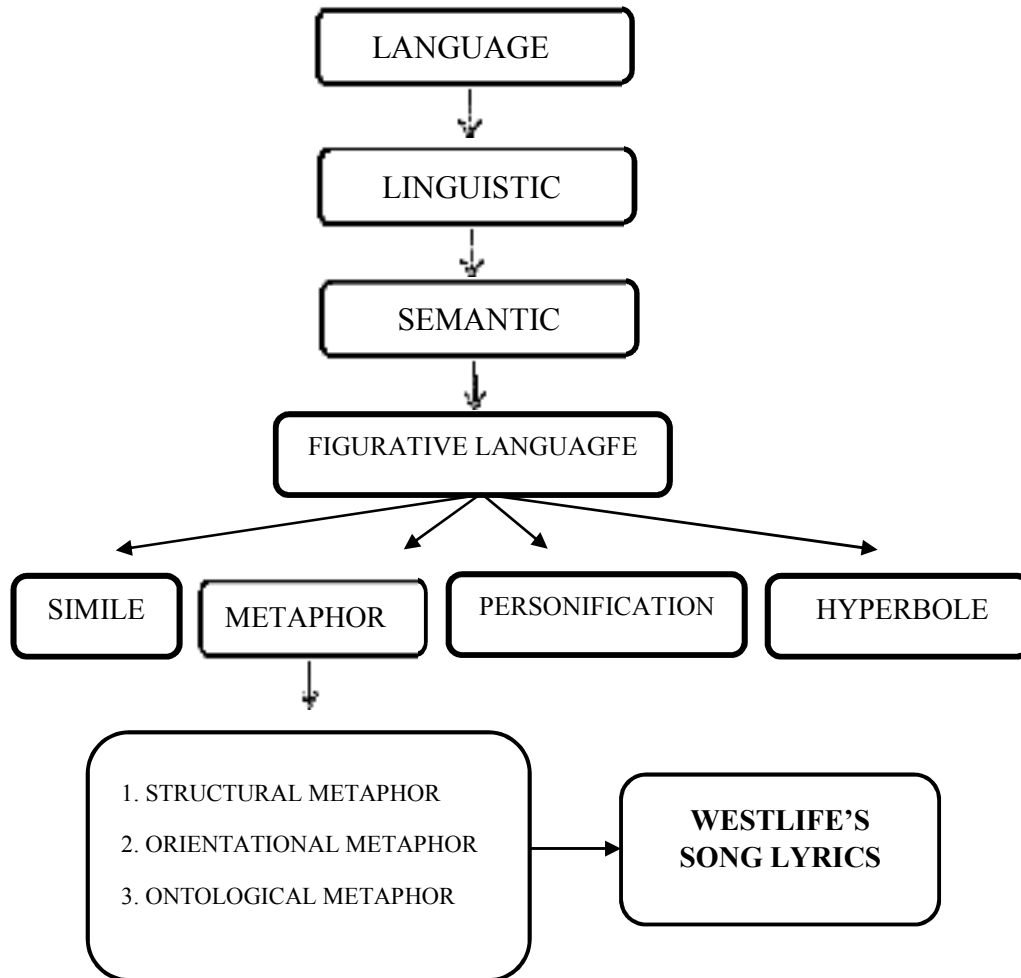 LANGUAGE
LINGUISTIC
SEMANTIC
FIGURATIVE LANGUAGFE
SIMILE
METAPHOR
PERSONIFICATION
HYPERBOLE
1. STRUCTURAL METAPHOR
2. ORIENTATIONAL METAPHOR
3. ONTOLOGICAL METAPHOR
WESTLIFE’S
SONG LYRICS